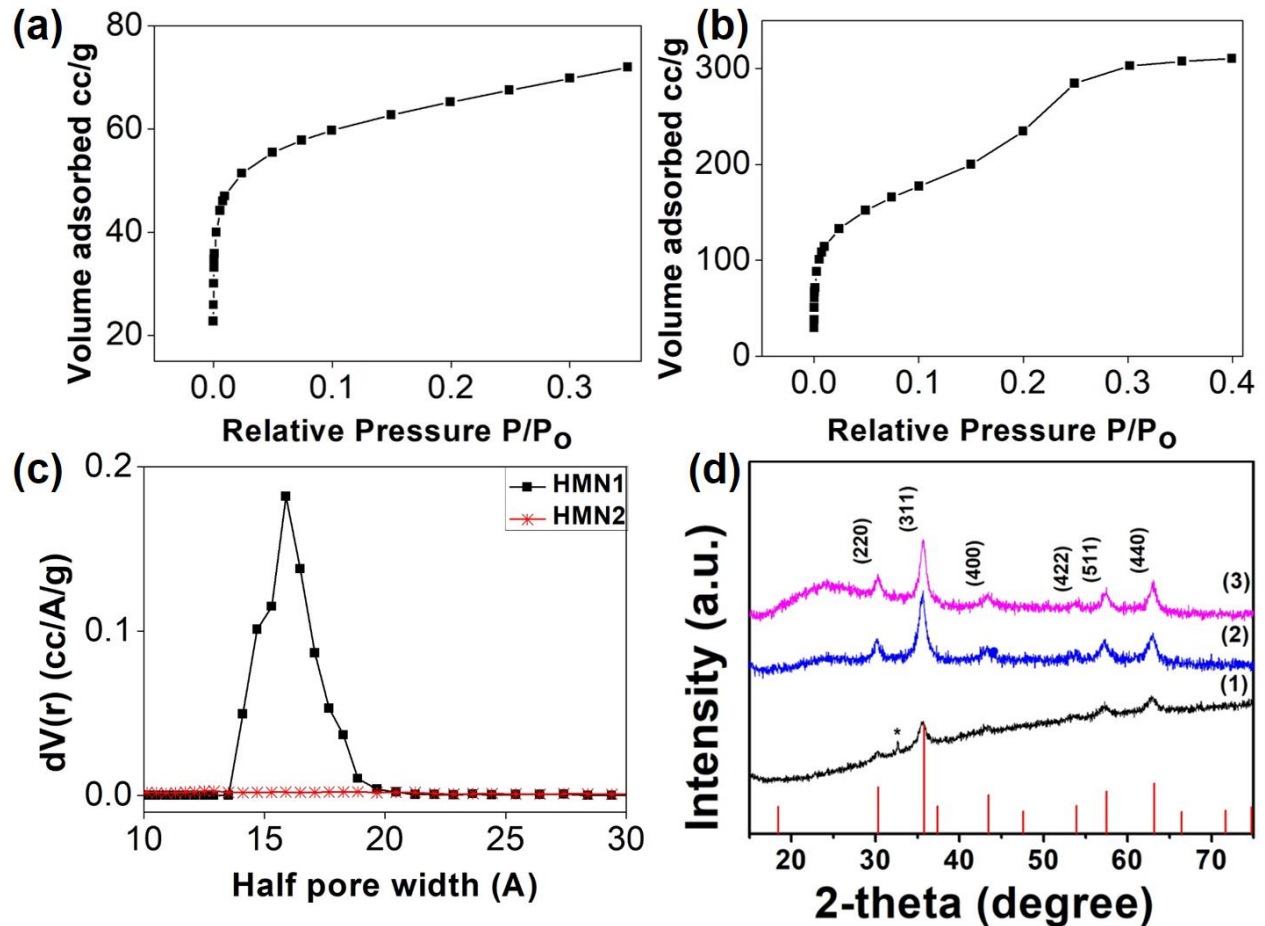 (a)
80
60
40
20
Volume adsorbed cc/g
0.0 0.1 0.2 0.3
Relative Pressure P/Po
(b)
300
200
100
0
Volume adsorbed cc/g
0.0 0.1 0.2 0.3 0.4
Relative Pressure P/Po
(c)
HMN1
HMN2
0.2
0.1
0.0
dV(r) (cc/A/g)
10 15 20 25 30
Half pore width (A)
(d)
(220)
(311)
(400)
(422)
(511)
(440)
(3)
(2)
(1)
*
Intensity (a.u.)
20 30 40 50 60 70
2-theta (degree)